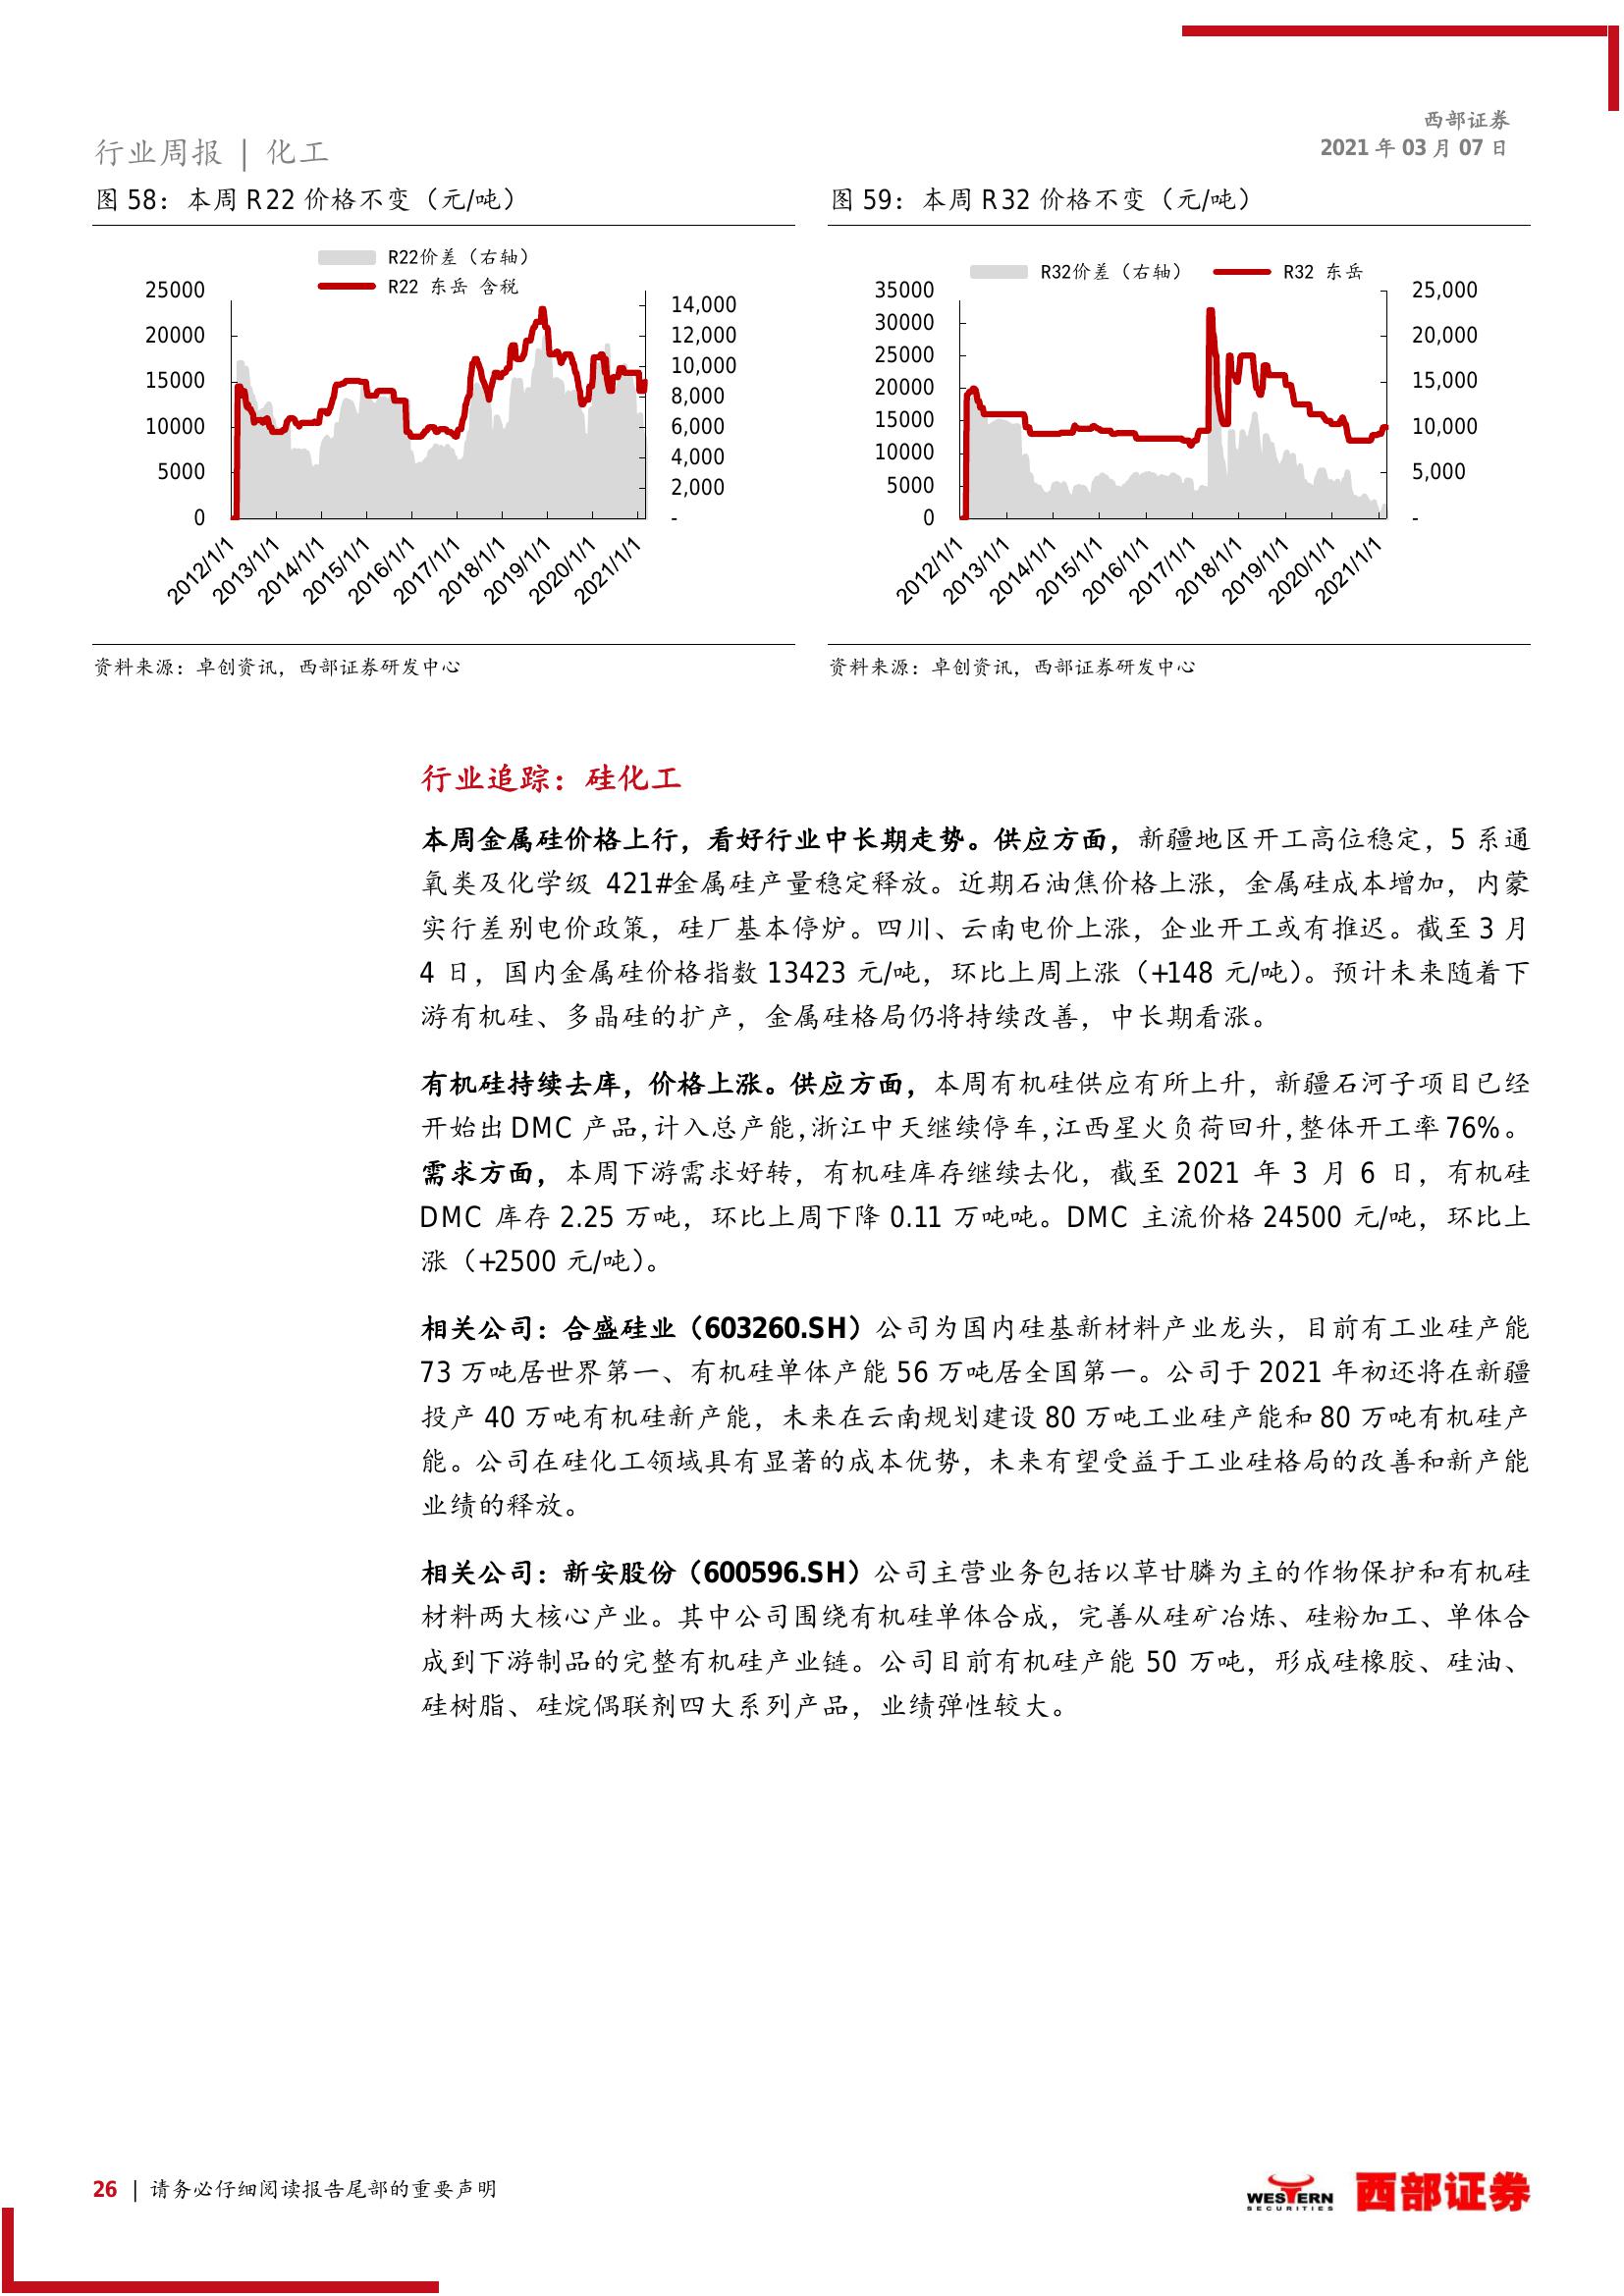 西部证券
行业周报 | 化工
2021 年 03 月 07 日
图 58：本周 R22 价格不变（元/吨）
R22价差（右轴）
R22 东岳 含税
25000
20000
15000
10000
5000
0
14,000
12,000
10,000
8,000
6,000
4,000
2,000
-
2012/1/1
2013/1/1
2014/1/1
2015/1/1
2016/1/1
2017/1/1
2018/1/1
2019/1/1
2020/1/1
2021/1/1
资料来源：卓创资讯，西部证券研发中心
图 59：本周 R32 价格不变（元/吨）
R32价差（右轴）
R32 东岳
35000
30000
25000
20000
15000
10000
5000
0
25,000
20,000
15,000
10,000
5,000
-
2012/1/1
2013/1/1
2014/1/1
2015/1/1
2016/1/1
2017/1/1
2018/1/1
2019/1/1
2020/1/1
2021/1/1
资料来源：卓创资讯，西部证券研发中心
行业追踪：硅化工
本周金属硅价格上行，看好行业中长期走势。供应方面，新疆地区开工高位稳定，5 系通
氧类及化学级 421#金属硅产量稳定释放。近期石油焦价格上涨，金属硅成本增加，内蒙
实行差别电价政策，硅厂基本停炉。四川、云南电价上涨，企业开工或有推迟。截至 3 月
4 日，国内金属硅价格指数 13423 元/吨，环比上周上涨（+148 元/吨）。预计未来随着下
游有机硅、多晶硅的扩产，金属硅格局仍将持续改善，中长期看涨。
有机硅持续去库，价格上涨。供应方面，本周有机硅供应有所上升，新疆石河子项目已经
开始出 DMC 产品,计入总产能,浙江中天继续停车,江西星火负荷回升,整体开工率 76%。
需求方面，本周下游需求好转，有机硅库存继续去化，截至 2021 年 3 月 6 日，有机硅
DMC 库存 2.25 万吨，环比上周下降 0.11 万吨吨。DMC 主流价格 24500 元/吨，环比上
涨（+2500 元/吨）。
相关公司：合盛硅业（603260.SH）公司为国内硅基新材料产业龙头，目前有工业硅产能
73 万吨居世界第一、有机硅单体产能 56 万吨居全国第一。公司于 2021 年初还将在新疆
投产 40 万吨有机硅新产能，未来在云南规划建设 80 万吨工业硅产能和 80 万吨有机硅产
能。公司在硅化工领域具有显著的成本优势，未来有望受益于工业硅格局的改善和新产能
业绩的释放。
相关公司：新安股份（600596.SH）公司主营业务包括以草甘膦为主的作物保护和有机硅
材料两大核心产业。其中公司围绕有机硅单体合成，完善从硅矿冶炼、硅粉加工、单体合
成到下游制品的完整有机硅产业链。公司目前有机硅产能 50 万吨，形成硅橡胶、硅油、
硅树脂、硅烷偶联剂四大系列产品，业绩弹性较大。
26 | 请务必仔细阅读报告尾部的重要声明
WESTERN
SECURITIES
西部证券